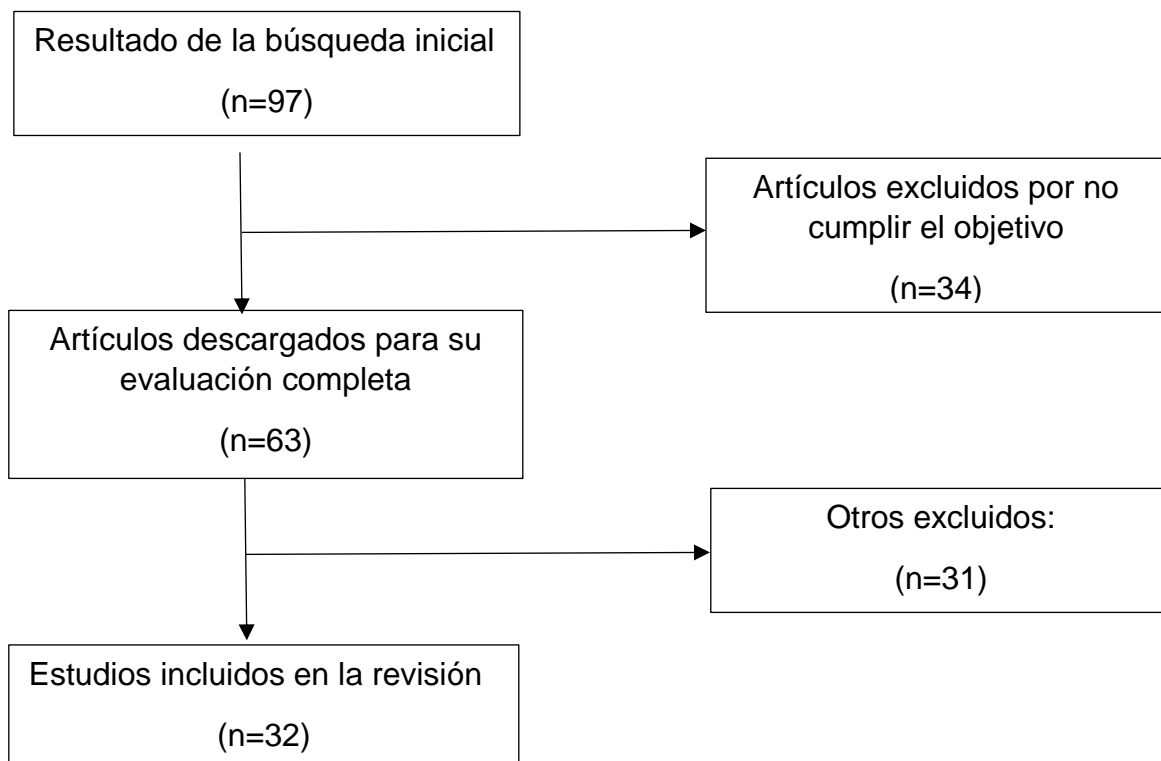 Resultado de la búsqueda inicial
(n=97)
Artículos excluidos por no
cumplir el objetivo
(n=34)
Artículos descargados para su
evaluación completa
(n=63)
Otros excluidos:
(n=31)
Estudios incluidos en la revisión
(n=32)